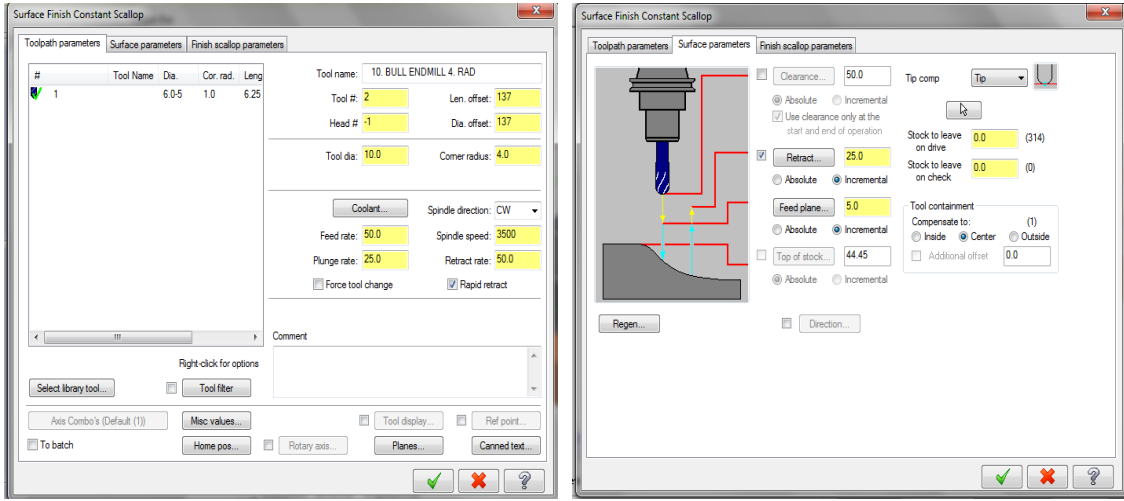 Surface Finish Constant Scallop
Toolpath parameters Surface parameters Finish scallop parameters
# Tool Name Dia. Cor. rad. Leng
1 6.0-5 1.0 6.25
Right-click for options
Select library tool... Tool filter
Tool name: 10. BULL ENDMILL 4. RAD
Tool #: 2 Len. offset: 137
Head # -1 Dia. offset: 137
Tool dia: 10.0 Corner radius: 4.0
Coolant... Spindle direction: CW
Feed rate: 50.0 Spindle speed: 3500
Plunge rate: 25.0 Retract rate: 50.0
Force tool change Rapid retract
Comment
Axis Combo's (Default (1)) Misc values... Tool display... Ref point...
To batch Home pos... Rotary axis... Planes... Canned text...
Surface Finish Constant Scallop
Toolpath parameters Surface parameters Finish scallop parameters
Clearance... 50.0
Absolute Incremental
Use clearance only at the
start and end of operation
Retract... 25.0
Absolute Incremental
Feed plane... 5.0
Absolute Incremental
Top of stock... 44.45
Absolute Incremental
Tip comp Tip
Stock to leave
on drive 0.0 (314)
Stock to leave
on check 0.0 (0)
Tool containment
Compensate to: (1)
Inside Center Outside
Additional offset 0.0
Regen... Direction...